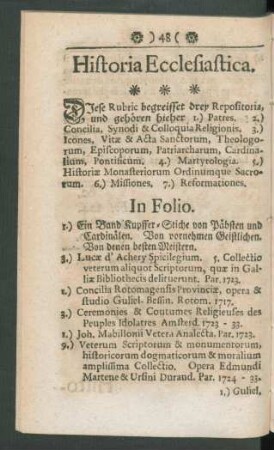 ) 48 (
Historia Ecclesiastica.
* * *
Diese Rubric begreiffet drey Repositoria,
und gehören hieher 1.) Patres. 2.)
Concilia, Synodi & Colloquia Religionis. 3.)
Icones, Vitæ & Acta Sanctorum, Theologo-
rum, Episcoporum, Patriarcharum, Cardina-
lium, Pontificum. 4.) Martyrologia. 5.)
Historiæ Monasteriorum Ordinumque Sacro-
rum. 6.) Missiones. 7.) Reformationes.
In Folio.
1.) Ein Band Kupffer-Stiche von Päbsten und
Cardinälen. Von vornehmen Geistlichen.
Von denen besten Meistern.
3.) Lucæ d' Achery Spicilegium. s. Collectio
veterum aliquot Scriptorum, quæ in Gal-
liæ Bibliothecis delituerunt. Par. 1723.
1.) Concilia Rotomagensis Provinciæ, opera &
studio Guliel. Bessin. Rotom. 1717.
3.) Ceremonies & Coutumes Religieuses des
Peuples Idolatres Amsterd. 1723 - 33.
1.) Joh. Mabillonii Vetera Analecta. Par. 1723.
9.) Veterum Scriptorum & monumentorum,
historicorum dogmaticorum & moralium
amplissima Collectio. Opera Edmundi
Martene & Ursini Durand. Par. 1724 - 33.
1.) Guliel.